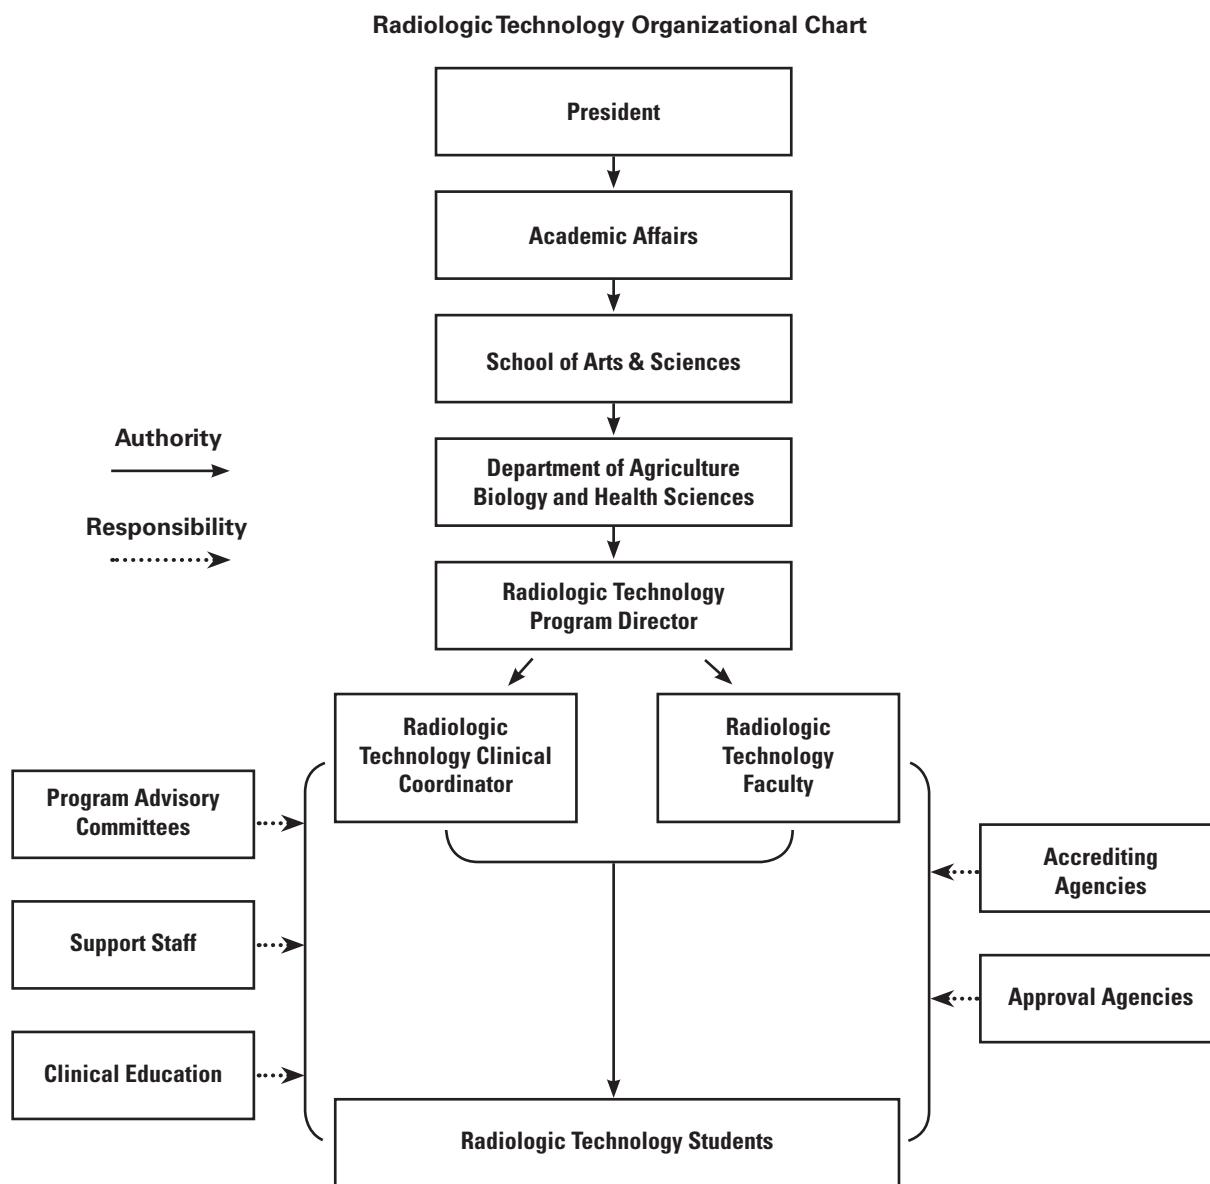 Radiologic Technology Organizational Chart
President
Academic Affairs
School of Arts & Sciences
Authority
Responsibility
Department of Agriculture
Biology and Health Sciences
Radiologic Technology
Program Director
Radiologic
Technology Clinical
Coordinator
Radiologic
Technology
Faculty
Program Advisory
Committees
Support Staff
Clinical Education
Accrediting
Agencies
Approval Agencies
Radiologic Technology Students